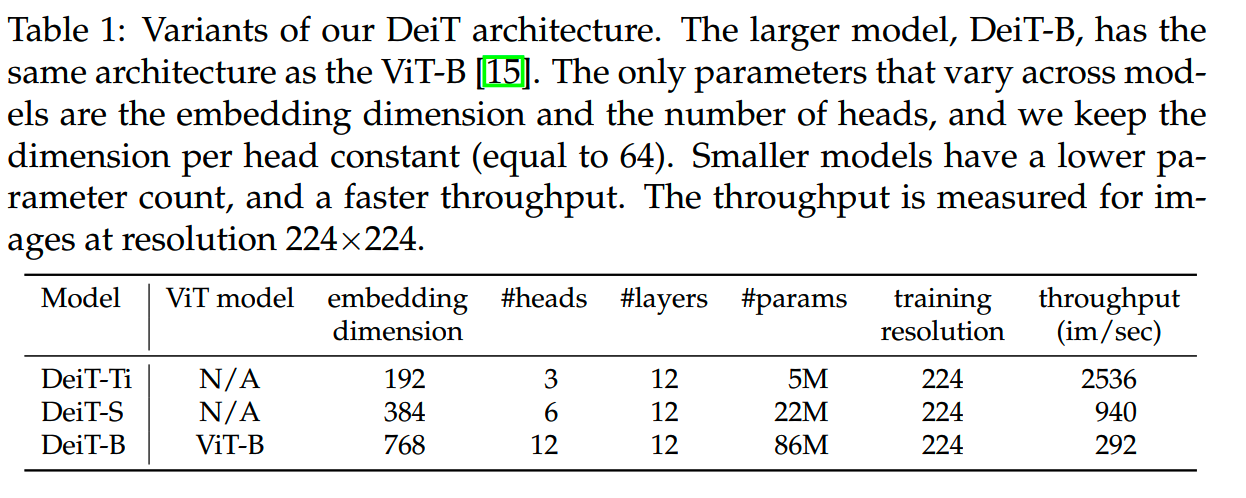 Table 1: Variants of our DeiT architecture. The larger model, DeiT-B, has the
same architecture as the ViT-B [15]. The only parameters that vary across mod-
els are the embedding dimension and the number of heads, and we keep the
dimension per head constant (equal to 64). Smaller models have a lower pa-
rameter count, and a faster throughput. The throughput is measured for im-
ages at resolution 224×224.
Model ViT model embedding #heads #layers #params training throughput
dimension resolution (im/sec)
DeiT-Ti N/A 192 3 12 5M 224 2536
DeiT-S N/A 384 6 12 22M 224 940
DeiT-B ViT-B 768 12 12 86M 224 292